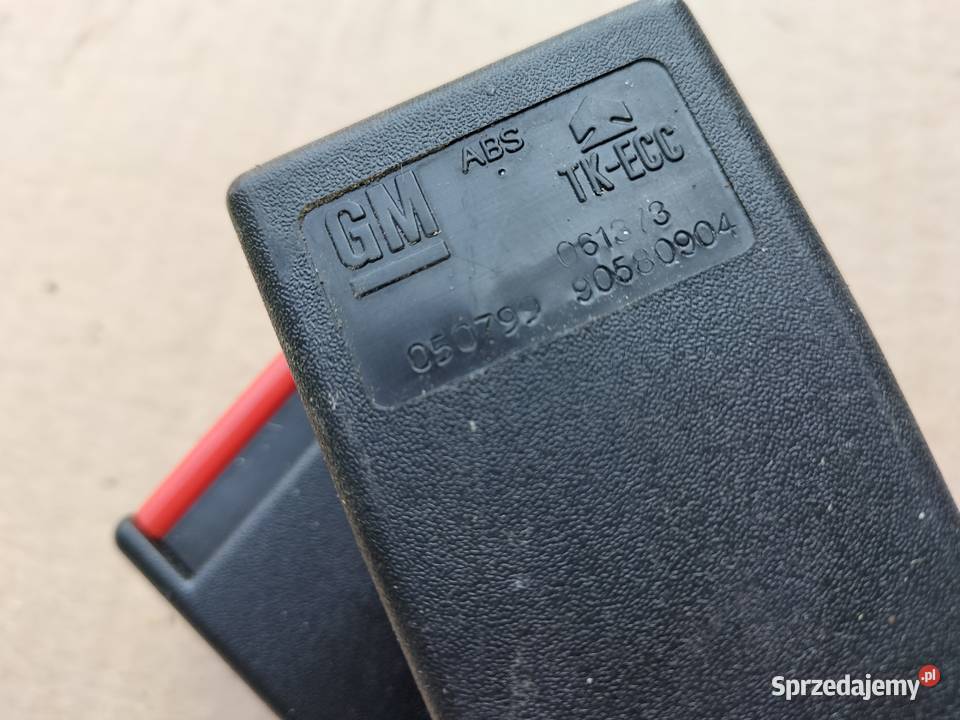 ABS
GM
TK-ECC
061373
050799 90580904
Sprzedajemy.pl